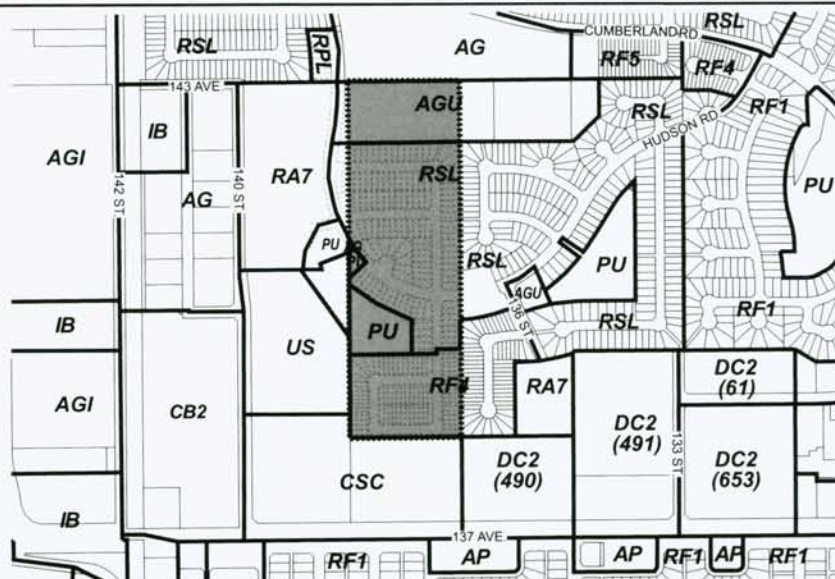 RSL
CUMBERLAND RD
RSL
RPL
AG
RF5
RF4
143 AVE
AGU
RSL
HUDSON RD
RF1
IB
AGI
RA7
RSL
PU
142 ST.
AG
140 ST.
PU
RSL
PU
AGU
136 ST.
IB
PU
RSL
RF1
US
AGI
CB2
RF4
RA7
DC2
(61)
DC2
(491)
133 ST.
CSC
DC2
(490)
DC2
(653)
IB
137 AVE.
RF1
AP
AP
RF1
AP
RF1